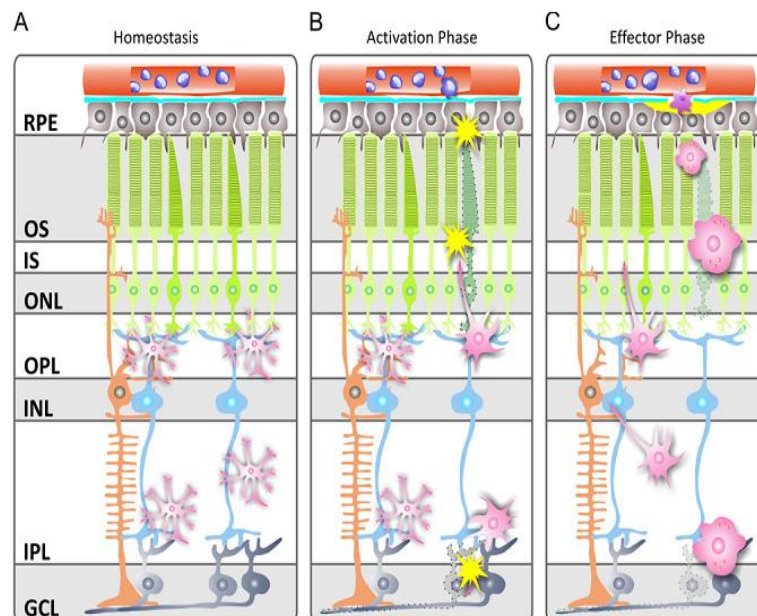 A
Homeostasis
B
Activation Phase
C
Effector Phase
RPE
OS
IS
ONL
OPL
INL
IPL
GCL